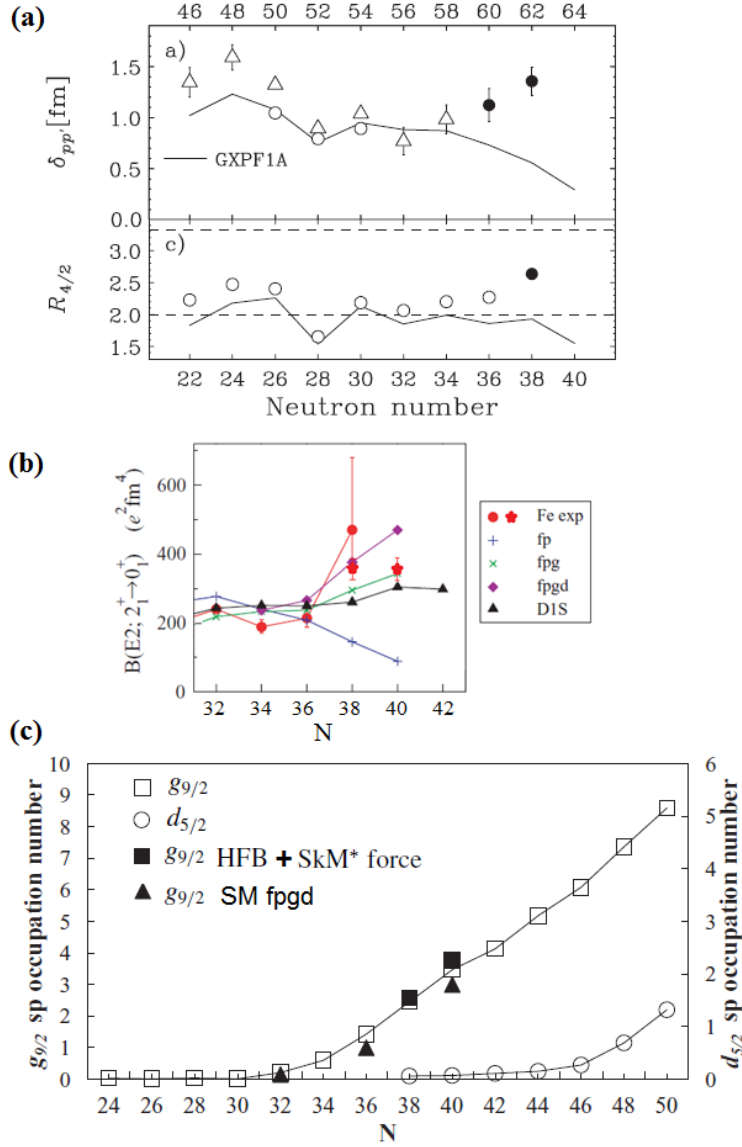 (a)
46 48 50 52 54 56 58 60 62 64
a)
1.5
1.0
0.5
0.0
δpp'[fm]
GXPF1A
c)
3.0
2.5
2.0
1.5
R4/2
22 24 26 28 30 32 34 36 38 40
Neutron number
(b)
600
400
200
0
B(E2; 2₁⁺→0₁⁺) (e²fm⁴)
Fe exp
fp
fpg
fpgd
D1S
32 34 36 38 40 42
N
(c)
10
9
8
7
6
5
4
3
2
1
0
g9/2 sp occupation number
g9/2
d5/2
g9/2 HFB + SkM* force
g9/2 SM fpgd
6
5
4
3
2
1
0
d5/2 sp occupation number
24 26 28 30 32 34 36 38 40 42 44 46 48 50
N